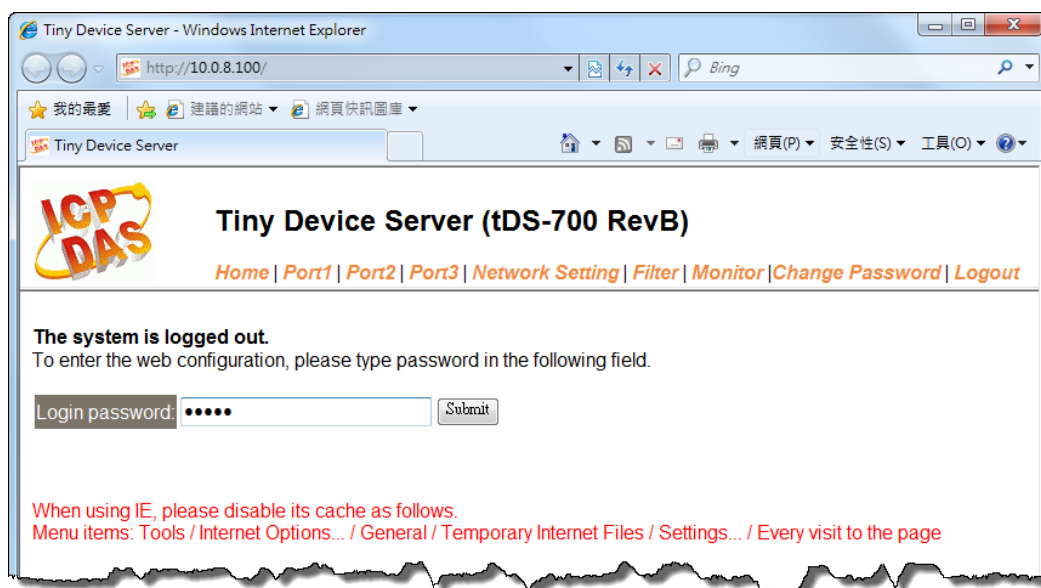 Tiny Device Server - Windows Internet Explorer
http://10.0.8.100/
Bing
我的最愛 建議的網站 網頁快訊圖庫
Tiny Device Server 網頁(P) 安全性(S) 工具(O)
ICP DAS
Tiny Device Server (tDS-700 RevB)
Home | Port1 | Port2 | Port3 | Network Setting | Filter | Monitor |Change Password | Logout
The system is logged out.
To enter the web configuration, please type password in the following field.
Login password: ••••• Submit
When using IE, please disable its cache as follows.
Menu items: Tools / Internet Options... / General / Temporary Internet Files / Settings... / Every visit to the page